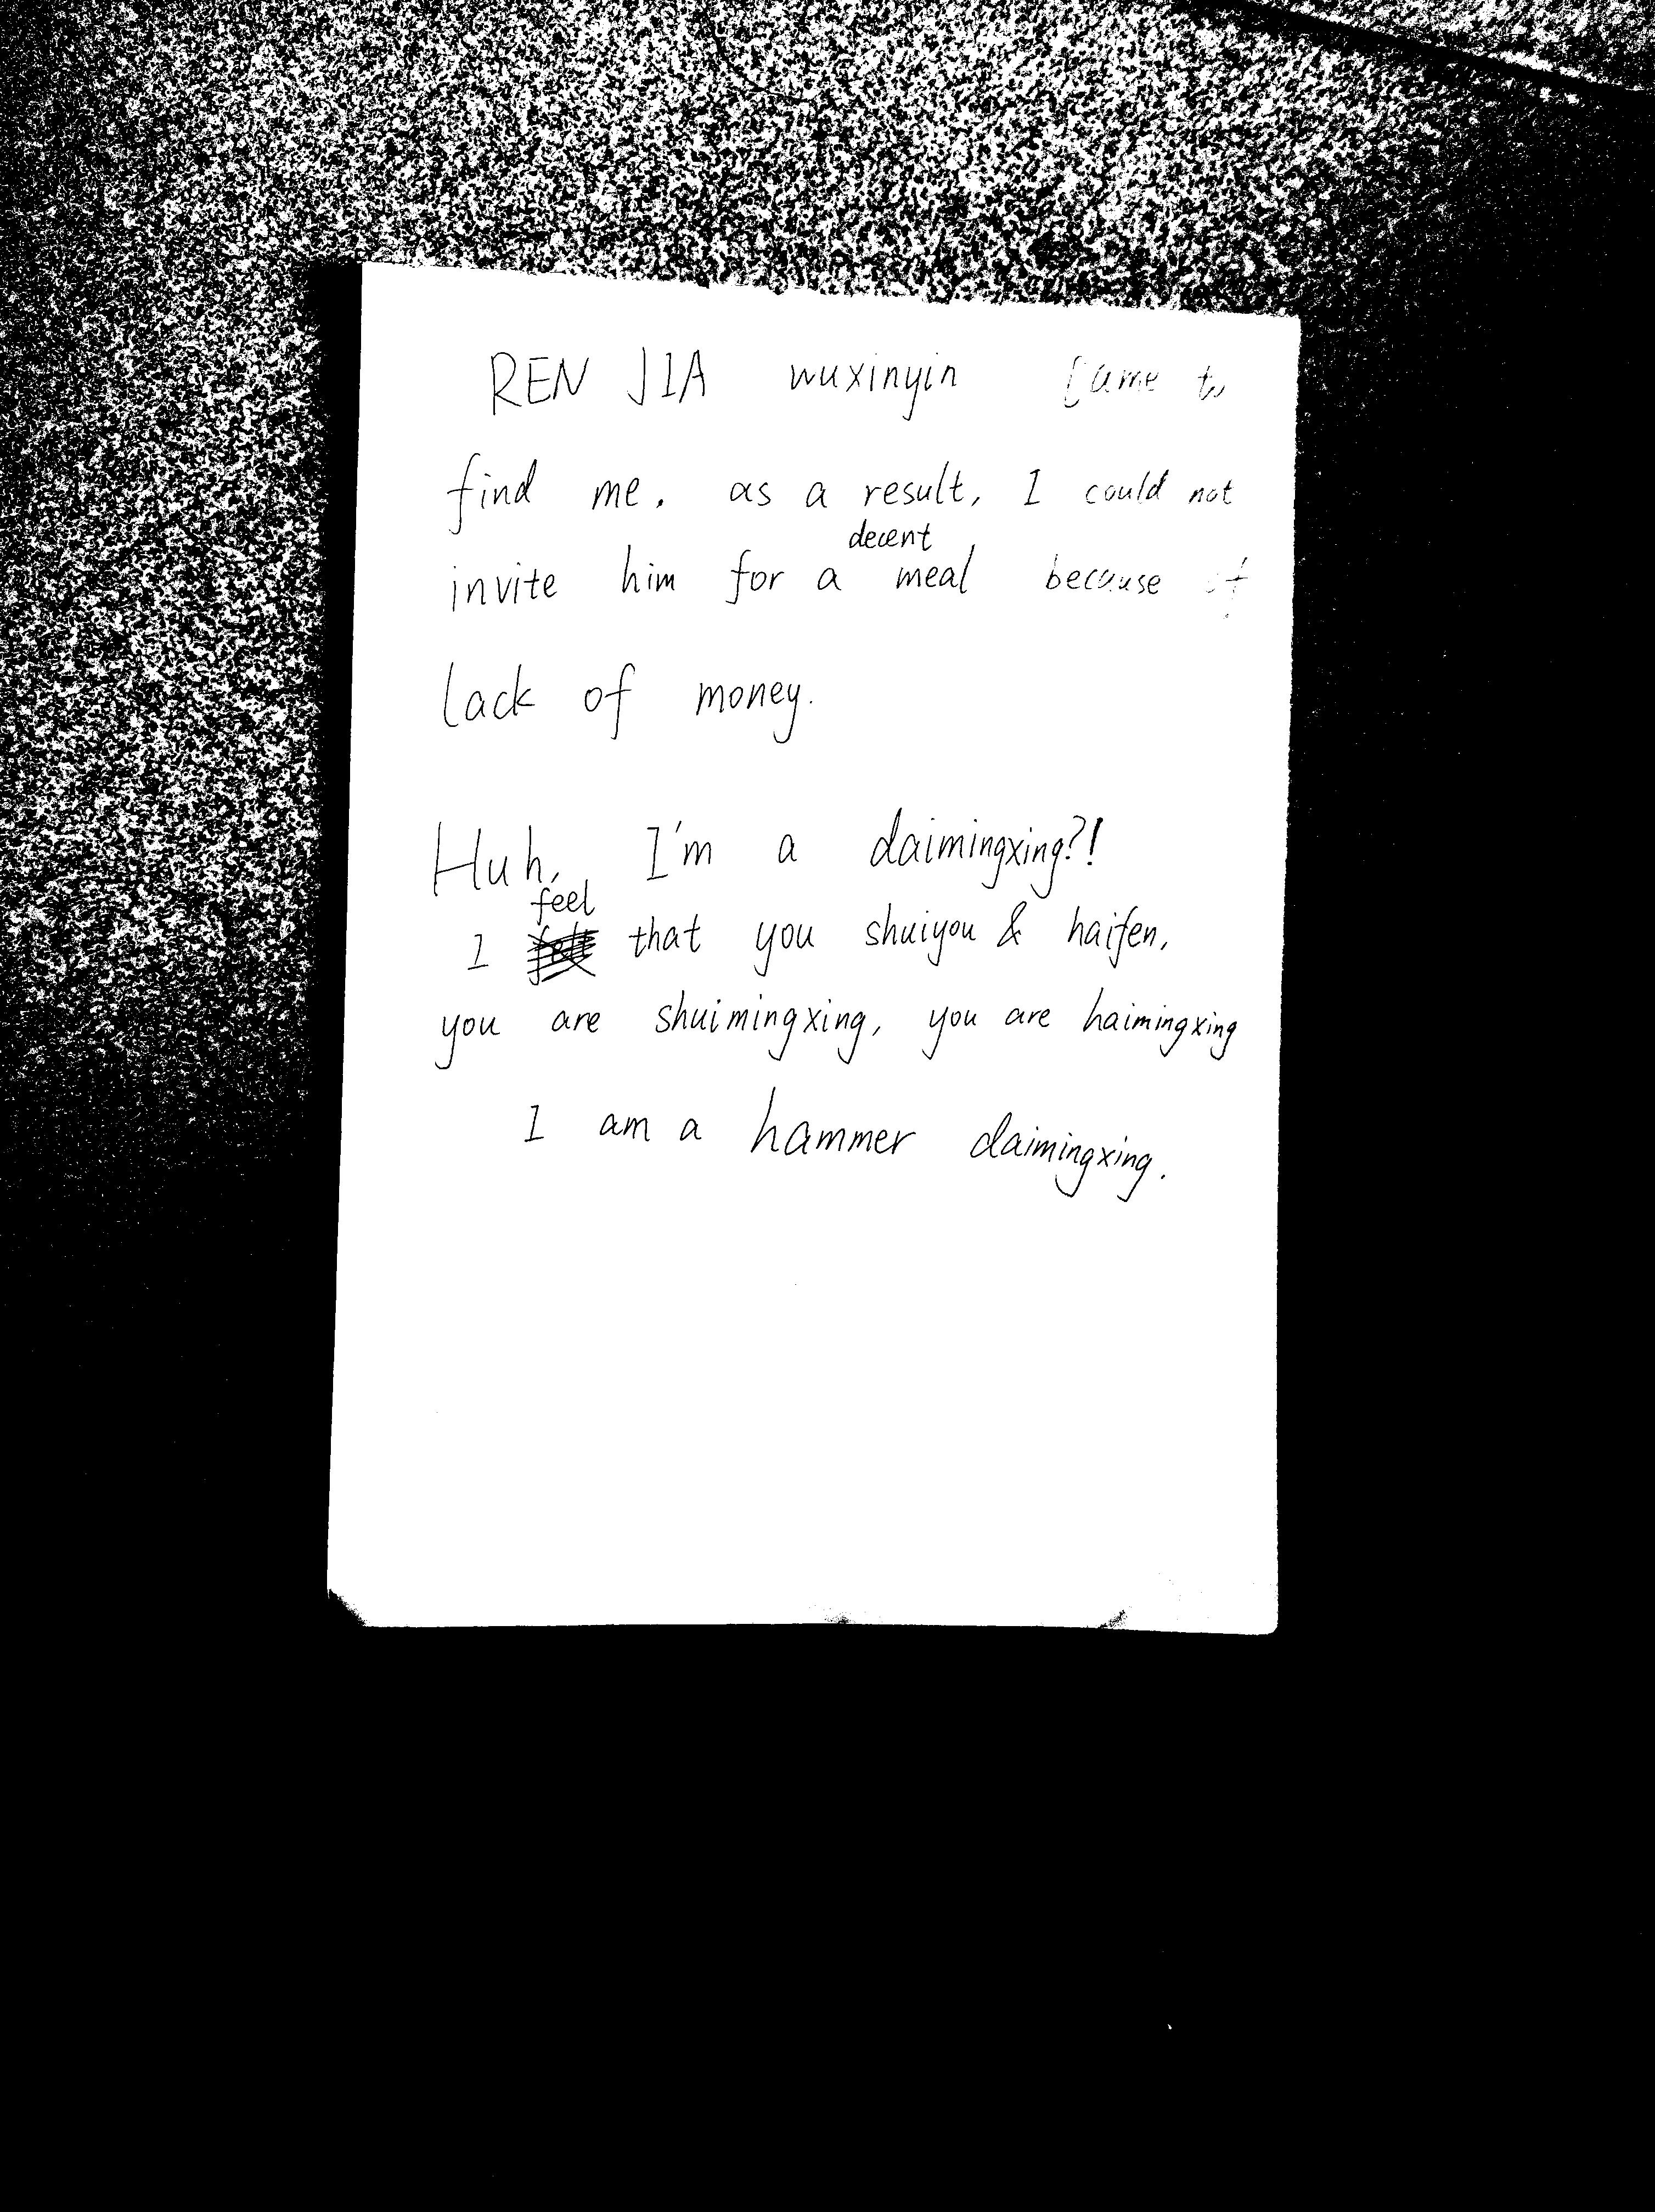 REN JIA wuxinyin came to
find me. as a result, I could not
decent
invite him for a meal because of
lack of money.
Huh, I'm a daimingxing?!
feel
I that you shuiyou & haifen,
you are shuimingxing, you are haimingxing
I am a hammer daimingxing.